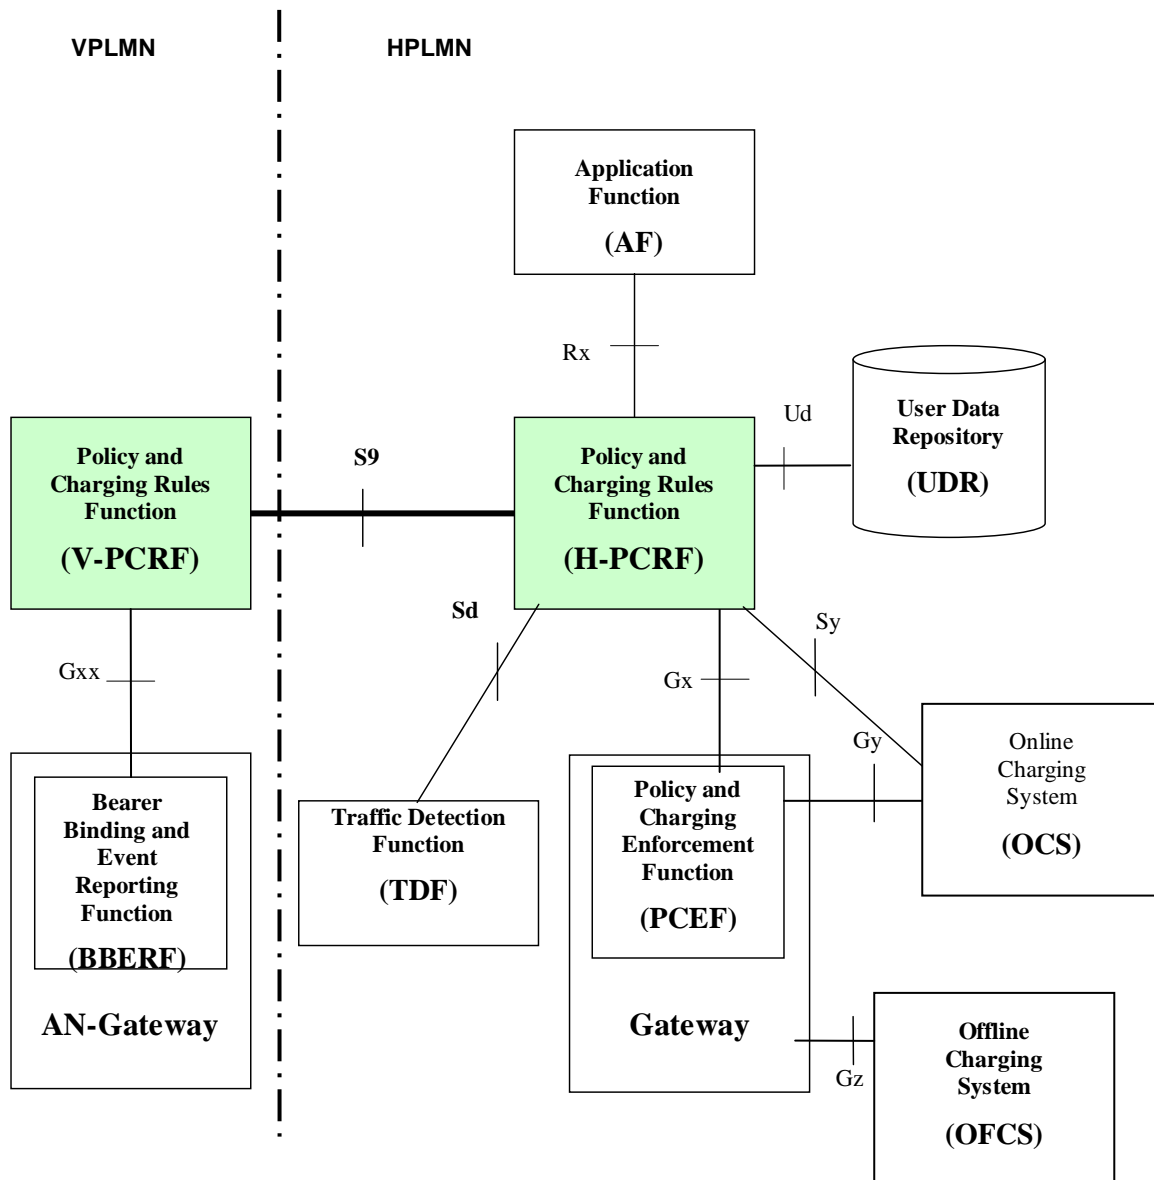 VPLMN
HPLMN
Application
Function
(AF)
Rx
Ud
User Data
Repository
(UDR)
Policy and
Charging Rules
Function
(V-PCRF)
S9
Policy and
Charging Rules
Function
(H-PCRF)
Gxx
Sd
Gx
Sy
Gy
Bearer
Binding and
Event
Reporting
Function
(BBERF)
AN-Gateway
Traffic Detection
Function
(TDF)
Policy and
Charging
Enforcement
Function
(PCEF)
Gateway
Online
Charging
System
(OCS)
Gz
Offline
Charging
System
(OFCS)